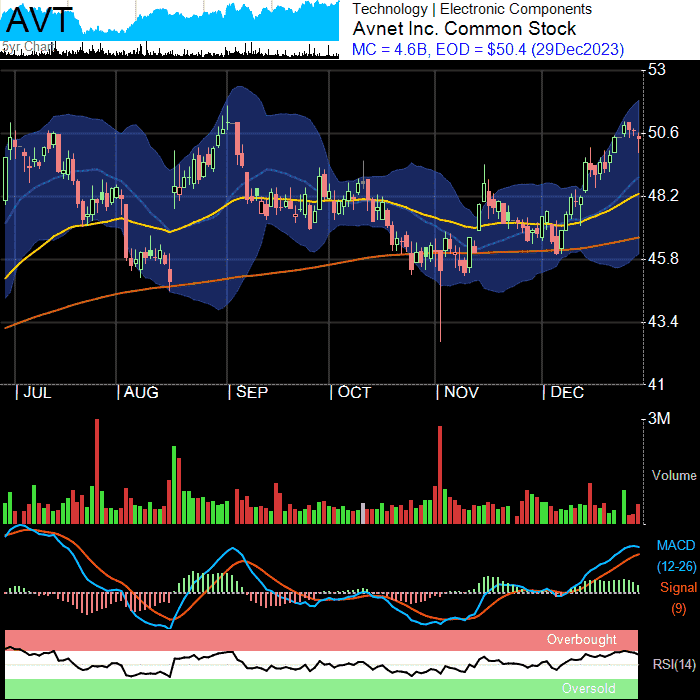 AVT
5yr Chart
Technology | Electronic Components
Avnet Inc. Common Stock
MC = 4.6B, EOD = $50.4 (29Dec2023)
53
50.6
48.2
45.8
43.4
41
| JUL | AUG | SEP | OCT | NOV | DEC
3M
Volume
MACD
(12-26)
Signal
(9)
Overbought
RSI(14)
Oversold